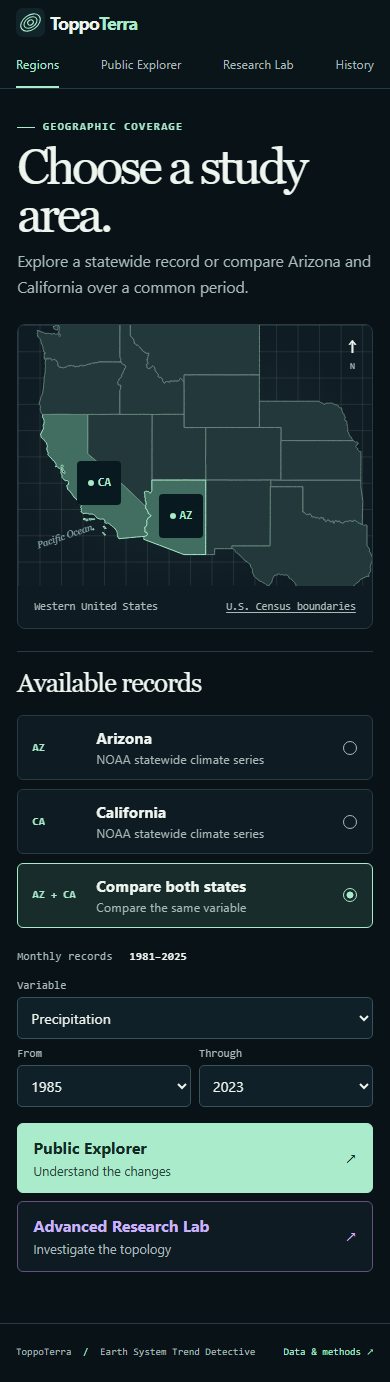 ToppoTerra
Regions Public Explorer Research Lab History
GEOGRAPHIC COVERAGE
Choose a study
area.
Explore a statewide record or compare Arizona and
California over a common period.
N
CA
AZ
Pacific Ocean
Western United States U.S. Census boundaries
Available records
AZ Arizona
NOAA statewide climate series
CA California
NOAA statewide climate series
AZ + CA Compare both states
Compare the same variable
Monthly records 1981–2025
Variable
Precipitation
From Through
1985 2023
Public Explorer ↗
Understand the changes
Advanced Research Lab ↗
Investigate the topology
ToppoTerra / Earth System Trend Detective Data & methods ↗